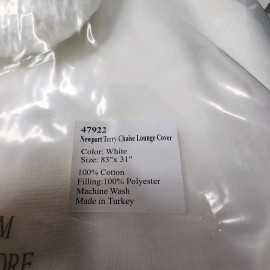 47922
Newport Terry Chaise Lounge Cover
Color: White
Size: 83"x 31"
100% Cotton
Filling:100% Polyester
Machine Wash
Made in Turkey
M
ORE